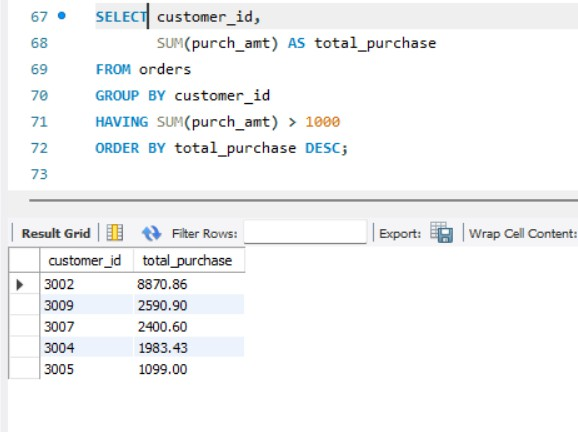 67 SELECT customer_id,
68 SUM(purch_amt) AS total_purchase
69 FROM orders
70 GROUP BY customer_id
71 HAVING SUM(purch_amt) > 1000
72 ORDER BY total_purchase DESC;
73
Result Grid Filter Rows: Export: Wrap Cell Content:
customer_id total_purchase
3002 8870.86
3009 2590.90
3007 2400.60
3004 1983.43
3005 1099.00